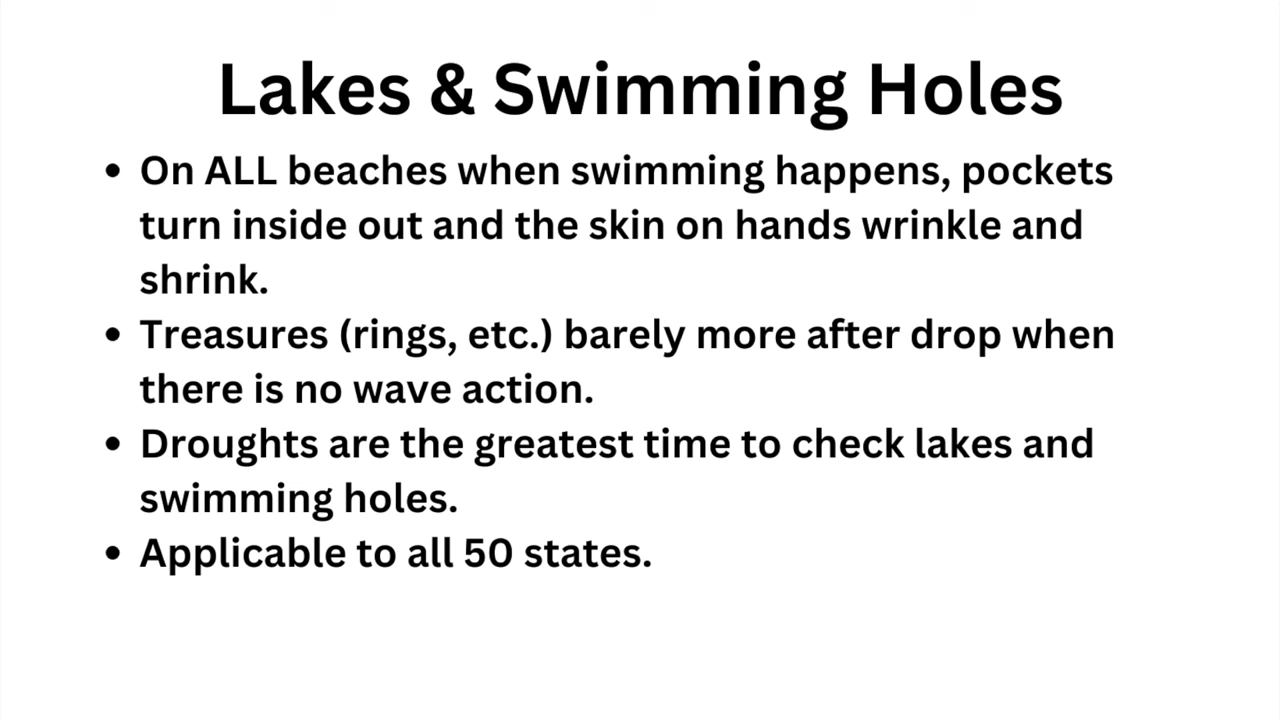 Lakes & Swimming Holes
• On ALL beaches when swimming happens, pockets
turn inside out and the skin on hands wrinkle and
shrink.
• Treasures (rings, etc.) barely more after drop when
there is no wave action.
• Droughts are the greatest time to check lakes and
swimming holes.
• Applicable to all 50 states.